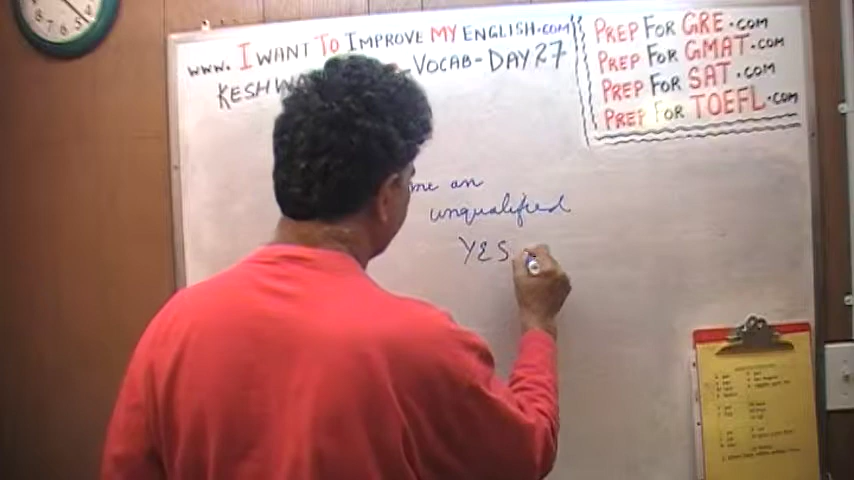 www. I WANT TO IMPROVE MY ENGLISH.COM
VOCAB - DAY 27
PREP FOR GRE.COM
PREP FOR GMAT.COM
PREP FOR SAT.COM
PREP FOR TOEFL.COM
me an
unqualified
YES